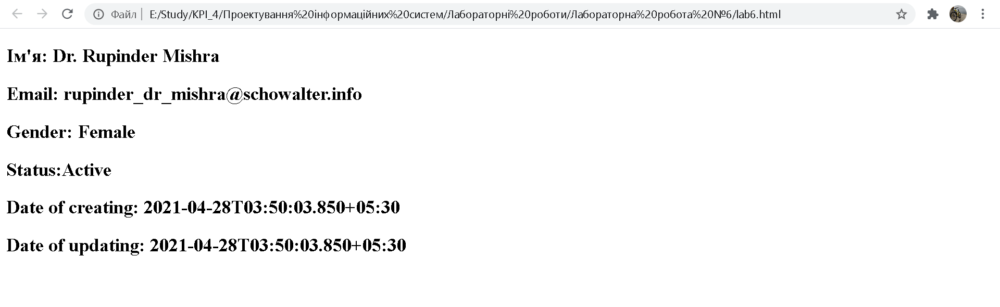 Файл | E:/Study/KPI_4/Проектування%20інформаційних%20систем/Лабораторні%20роботи/Лабораторна%20робота%20№6/lab6.html
Ім'я: Dr. Rupinder Mishra
Email: rupinder_dr_mishra@schowalter.info
Gender: Female
Status:Active
Date of creating: 2021-04-28T03:50:03.850+05:30
Date of updating: 2021-04-28T03:50:03.850+05:30